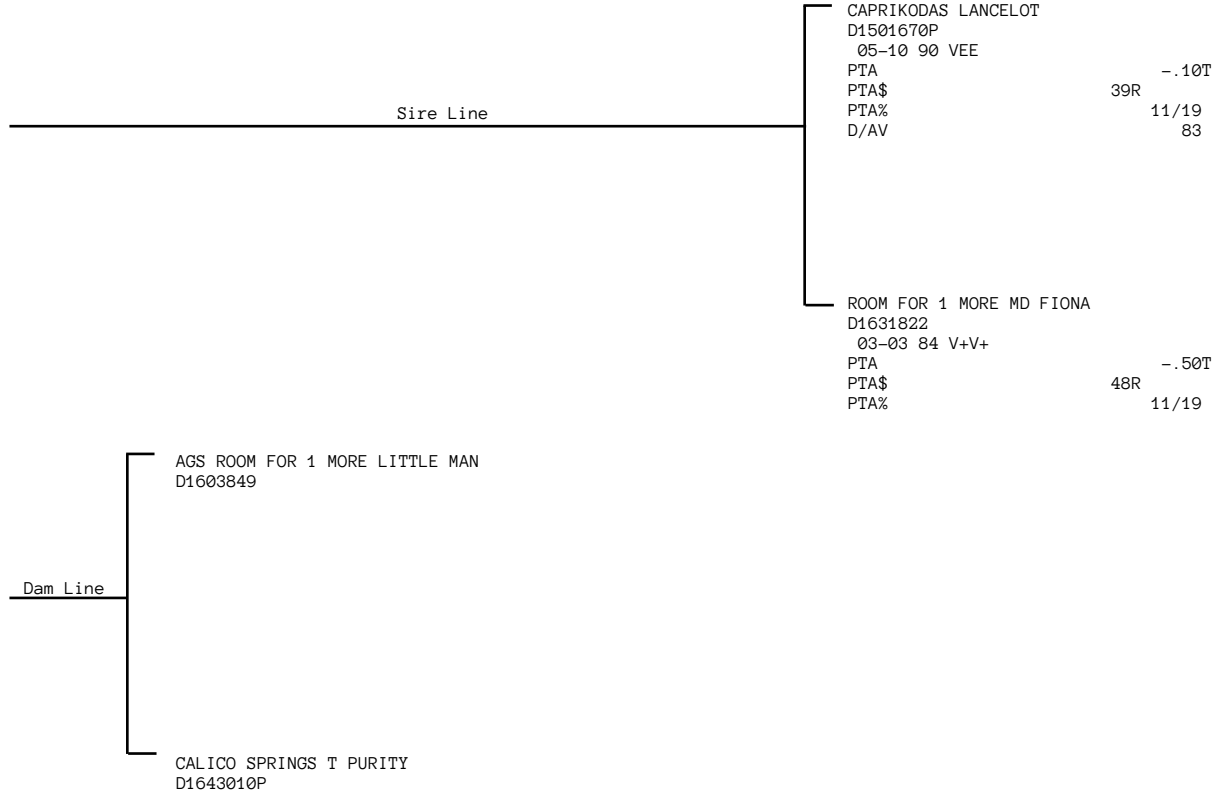 CAPRIKODAS LANCELOT
D1501670P
05-10 90 VEE
PTA -.10T
PTA$ 39R
PTA% 11/19
D/AV 83
Sire Line
ROOM FOR 1 MORE MD FIONA
D1631822
03-03 84 V+V+
PTA -.50T
PTA$ 48R
PTA% 11/19
AGS ROOM FOR 1 MORE LITTLE MAN
D1603849
Dam Line
CALICO SPRINGS T PURITY
D1643010P